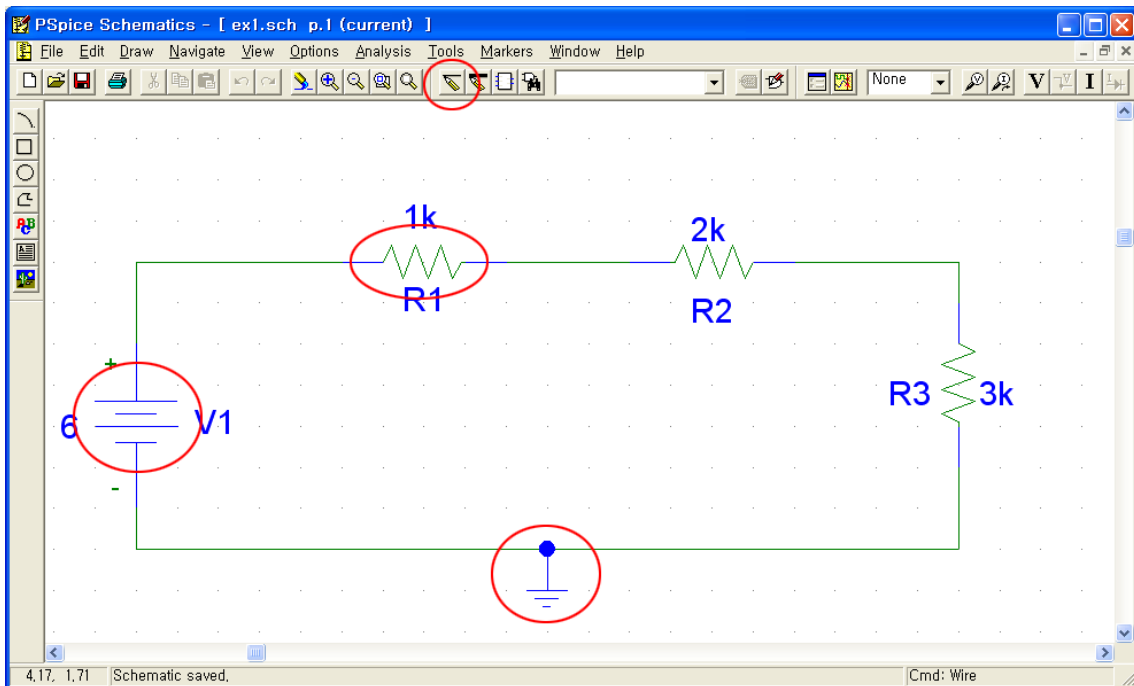 PSpice Schematics - [ ex1.sch p.1 (current) ]
File Edit Draw Navigate View Options Analysis Tools Markers Window Help
None V I
ABC
1k
R1
2k
R2
+
6
V1
-
R3
3k
4.17, 1.71 Schematic saved. Cmd: Wire